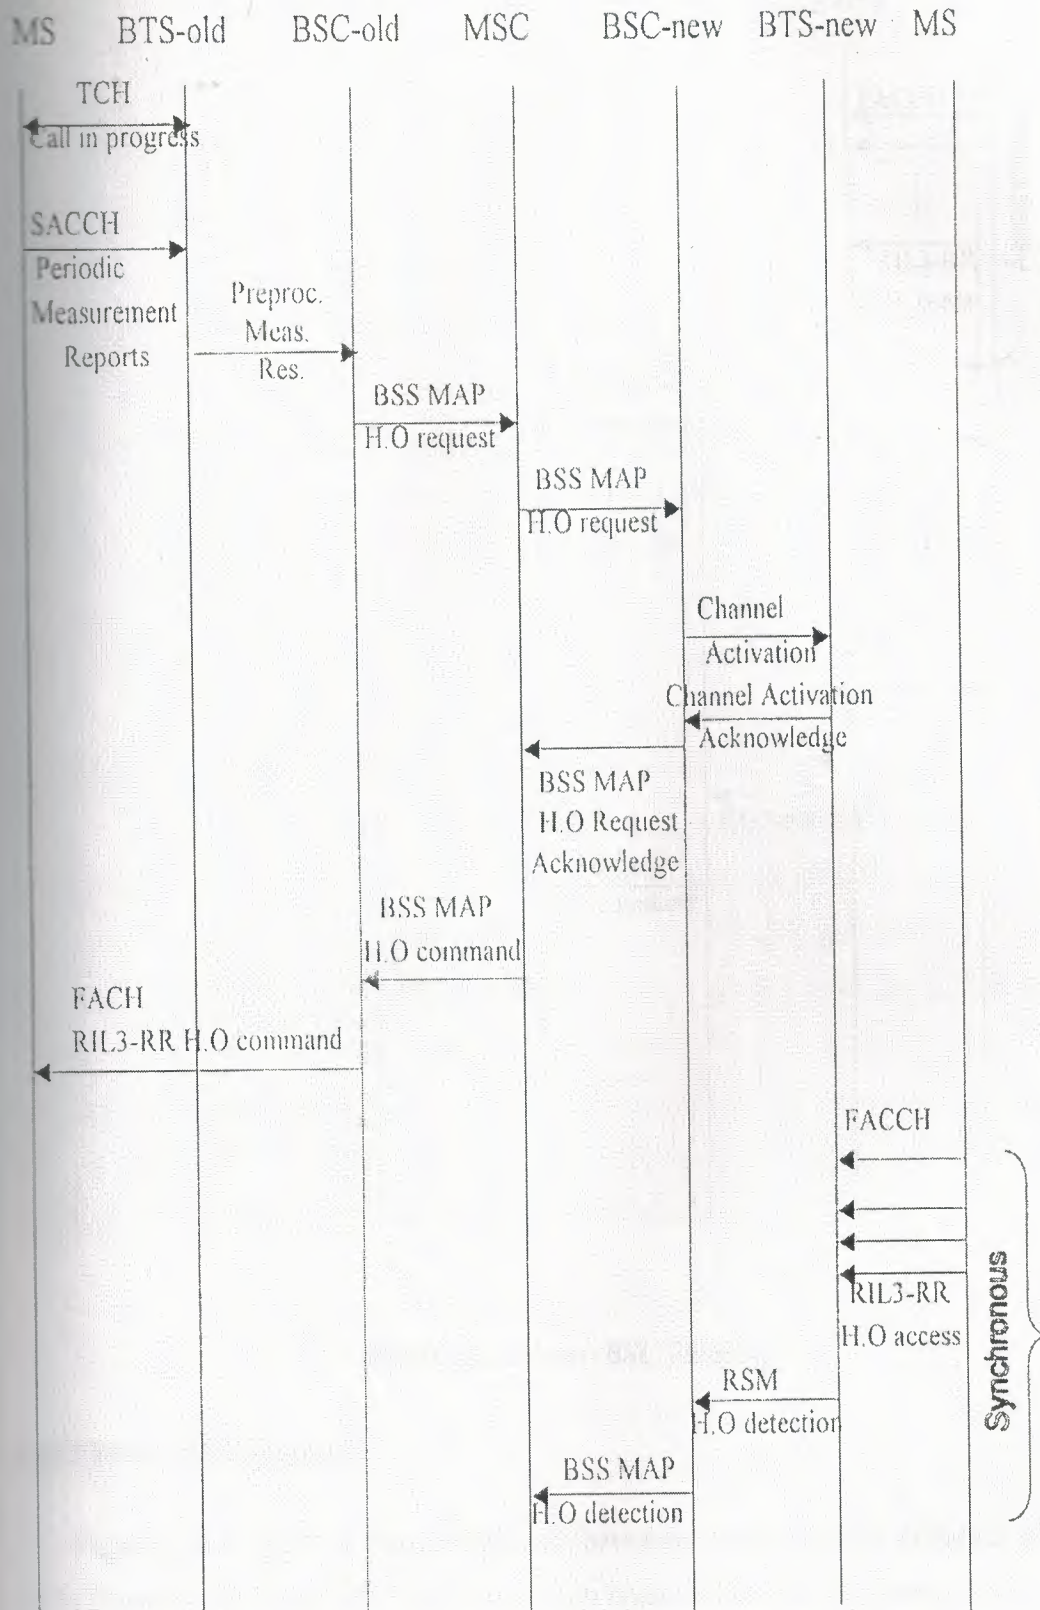 MS BTS-old BSC-old MSC BSC-new BTS-new MS
TCH
Call in progress
SACCH
Periodic
Measurement
Reports
Preproc.
Meas.
Res.
BSS MAP
H.O request
BSS MAP
H.O request
Channel
Activation
Channel Activation
Acknowledge
BSS MAP
H.O Request
Acknowledge
BSS MAP
H.O command
FACH
RIL3-RR H.O command
FACCH
RIL3-RR
H.O access
Synchronous
RSM
H.O detection
BSS MAP
H.O detection